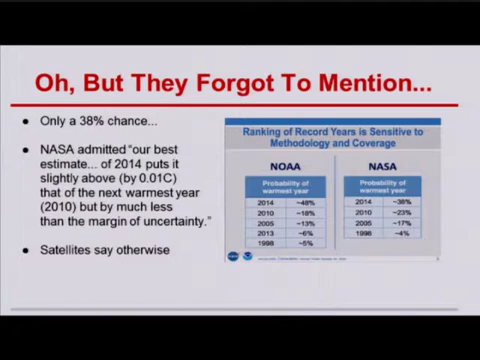 Oh, But They Forgot To Mention...
● Only a 38% chance...
● NASA admitted “our best
estimate... of 2014 puts it
slightly above (by 0.01C)
that of the next warmest year
(2010) but by much less
than the margin of uncertainty.”
● Satellites say otherwise
Ranking of Record Years is Sensitive to
Methodology and Coverage
NOAA
Probability of
warmest year
2014 ~48%
2010 ~18%
2005 ~13%
2013 ~6%
1998 ~5%
NASA
Probability of
warmest year
2014 ~38%
2010 ~23%
2005 ~17%
1998 ~4%